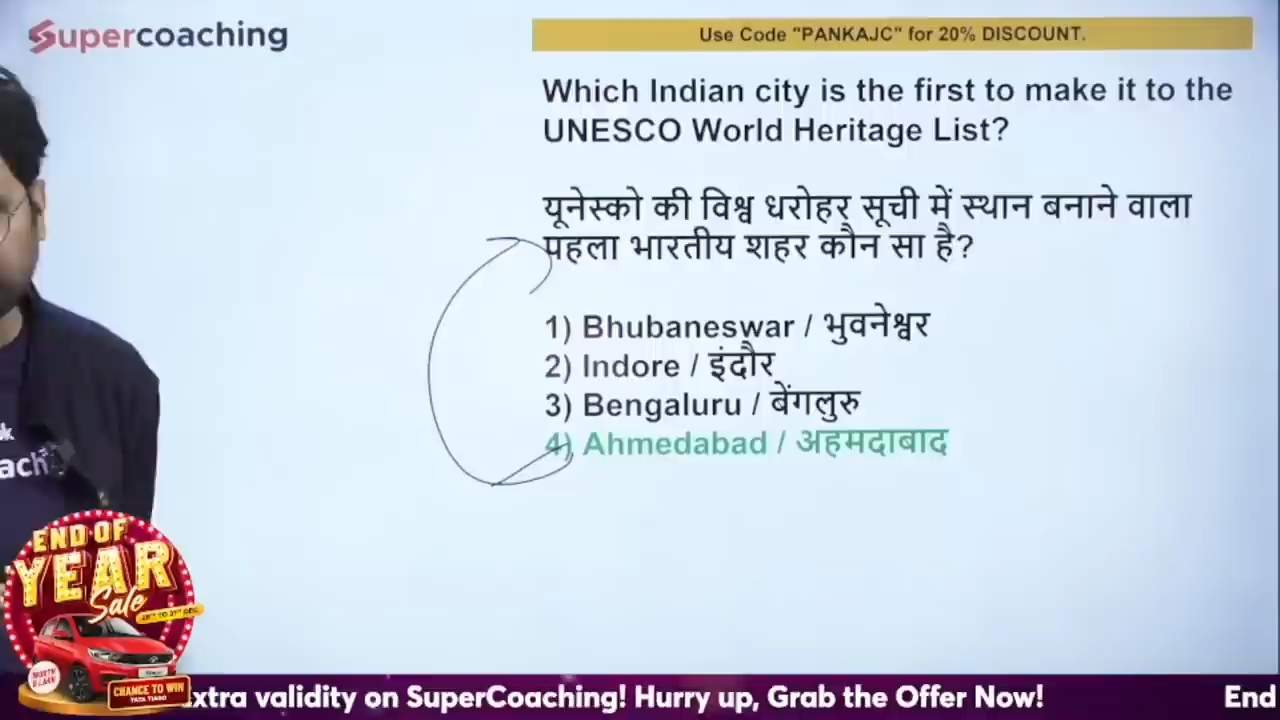 Supercoaching
Use Code "PANKAJC" for 20% DISCOUNT.
Which Indian city is the first to make it to the
UNESCO World Heritage List?
यूनेस्को की विश्व धरोहर सूची में स्थान बनाने वाला
पहला भारतीय शहर कौन सा है?
1) Bhubaneswar / भुवनेश्वर
2) Indore / इंदौर
3) Bengaluru / बेंगलुरु
4) Ahmedabad / अहमदाबाद
ach
END OF
YEAR
Sale
CHANCE TO WIN
TATA TIAGO
xtra validity on SuperCoaching! Hurry up, Grab the Offer Now!
End